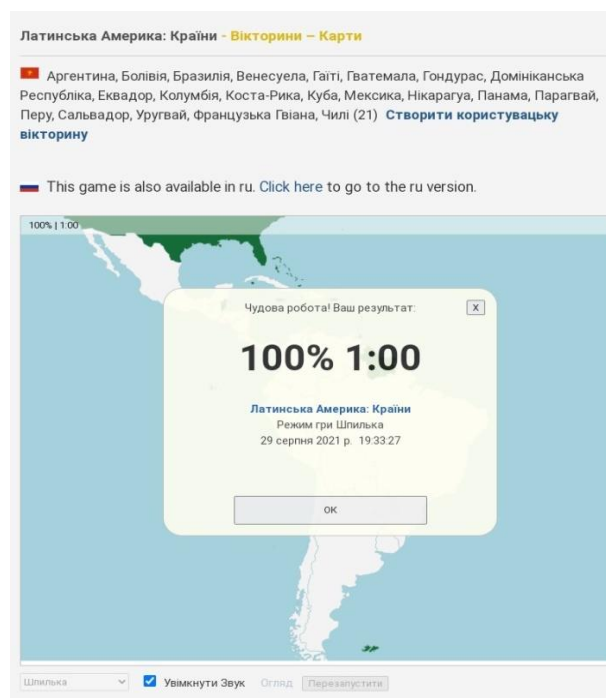 Латинська Америка: Країни - Вікторини – Карти
Аргентина, Болівія, Бразилія, Венесуела, Гаїті, Гватемала, Гондурас, Домініканська
Республіка, Еквадор, Колумбія, Коста-Рика, Куба, Мексика, Нікарагуа, Панама, Парагвай,
Перу, Сальвадор, Уругвай, Французька Гвіана, Чилі (21) Створити користувацьку
вікторину
This game is also available in ru. Click here to go to the ru version.
100% | 1:00
Чудова робота! Ваш результат: X
100% 1:00
Латинська Америка: Країни
Режим гри Шпилька
29 серпня 2021 р. 19:33:27
ОК
Шпилька Увімкнути Звук Огляд Перезапустити